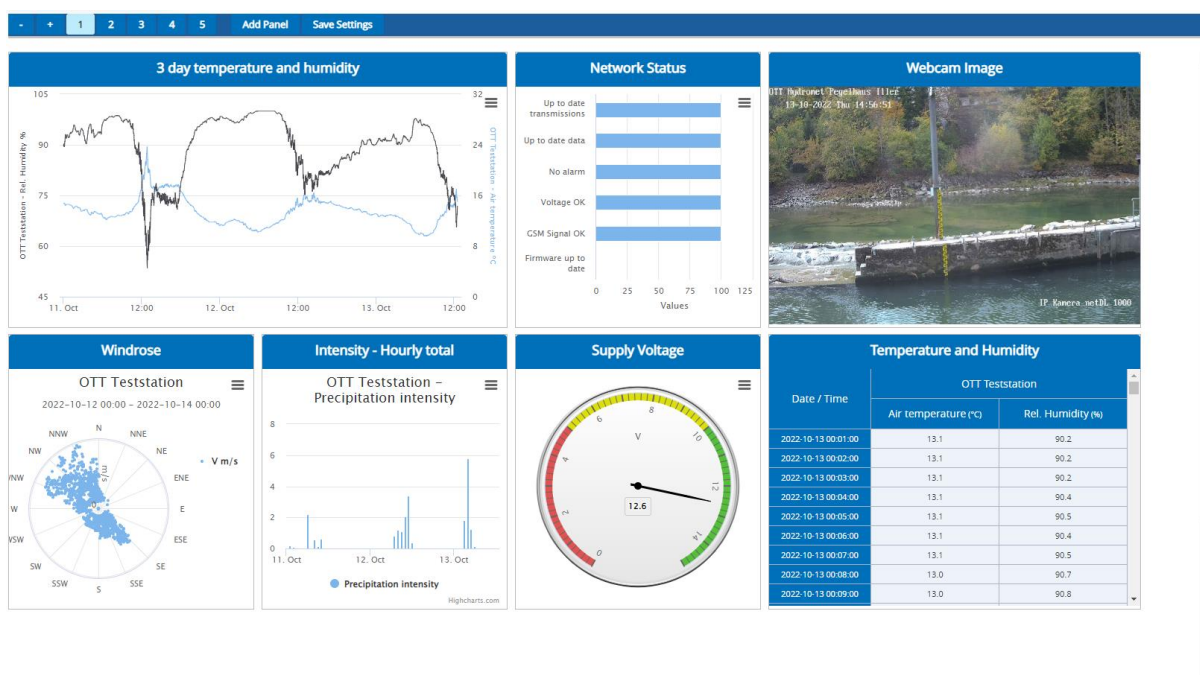 - + 1 2 3 4 5 Add Panel Save Settings
3 day temperature and humidity
105
90
75
60
45
OTT Teststation - Rel. Humidity %
32
24
16
8
0
OTT Teststation - Air temperature °C
11. Oct 12:00 12. Oct 12:00 13. Oct 12:00
Network Status
Up to date
transmissions
Up to date data
No alarm
Voltage OK
GSM Signal OK
Firmware up to
date
0 25 50 75 100 125
Values
Webcam Image
OTT Hydromet Pegelhaus Iller
13-10-2022 Thu 14:56:51
IP Kamera netDL 1000
Windrose
OTT Teststation
2022-10-12 00:00 - 2022-10-14 00:00
N
NNW NNE
NW NE
NW ENE
W E
WSW ESE
SW SE
SSW SSE
S
m/s
0
V m/s
Intensity - Hourly total
OTT Teststation -
Precipitation intensity
8
6
4
2
0
11. Oct 12. Oct 13. Oct
Precipitation intensity
Highcharts.com
Supply Voltage
0
2
4
6
8
10
12
14
V
12.6
Temperature and Humidity
Date / Time OTT Teststation
Air temperature (°C) Rel. Humidity (%)
2022-10-13 00:01:00 13.1 90.2
2022-10-13 00:02:00 13.1 90.2
2022-10-13 00:03:00 13.1 90.2
2022-10-13 00:04:00 13.1 90.4
2022-10-13 00:05:00 13.1 90.5
2022-10-13 00:06:00 13.1 90.4
2022-10-13 00:07:00 13.1 90.5
2022-10-13 00:08:00 13.0 90.7
2022-10-13 00:09:00 13.0 90.8